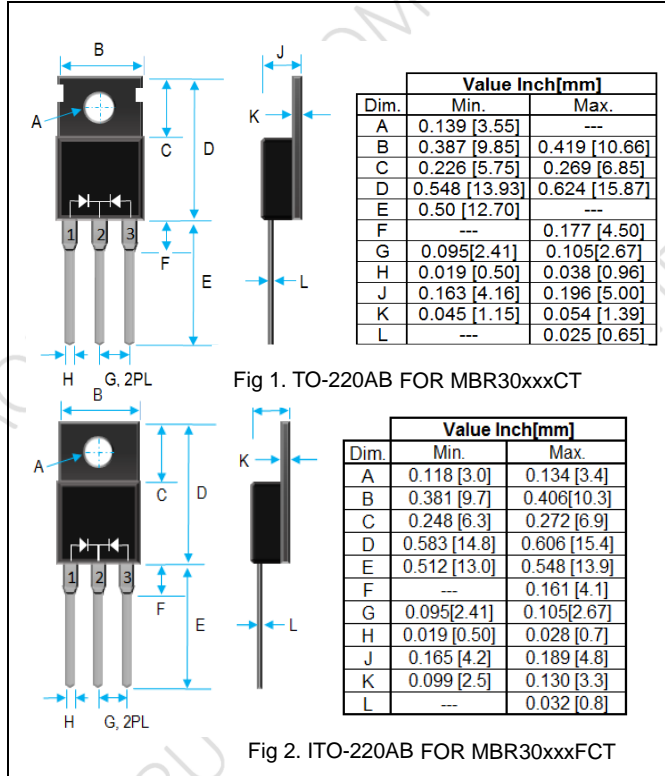 B
J
A
K
C
D
1 2 3
F
E
L
H
G, 2PL
Value Inch[mm]
Dim. Min. Max.
A 0.139 [3.55] ---
B 0.387 [9.85] 0.419 [10.66]
C 0.226 [5.75] 0.269 [6.85]
D 0.548 [13.93] 0.624 [15.87]
E 0.50 [12.70] ---
F --- 0.177 [4.50]
G 0.095[2.41] 0.105[2.67]
H 0.019 [0.50] 0.038 [0.96]
J 0.163 [4.16] 0.196 [5.00]
K 0.045 [1.15] 0.054 [1.39]
L --- 0.025 [0.65]
Fig 1. TO-220AB FOR MBR30xxxCT
B
A
K
C
D
1 2 3
F
E
L
H
G, 2PL
Value Inch[mm]
Dim. Min. Max.
A 0.118 [3.0] 0.134 [3.4]
B 0.381 [9.7] 0.406[10.3]
C 0.248 [6.3] 0.272 [6.9]
D 0.583 [14.8] 0.606 [15.4]
E 0.512 [13.0] 0.548 [13.9]
F --- 0.161 [4.1]
G 0.095[2.41] 0.105[2.67]
H 0.019 [0.50] 0.028 [0.7]
J 0.165 [4.2] 0.189 [4.8]
K 0.099 [2.5] 0.130 [3.3]
L --- 0.032 [0.8]
Fig 2. ITO-220AB FOR MBR30xxxFCT